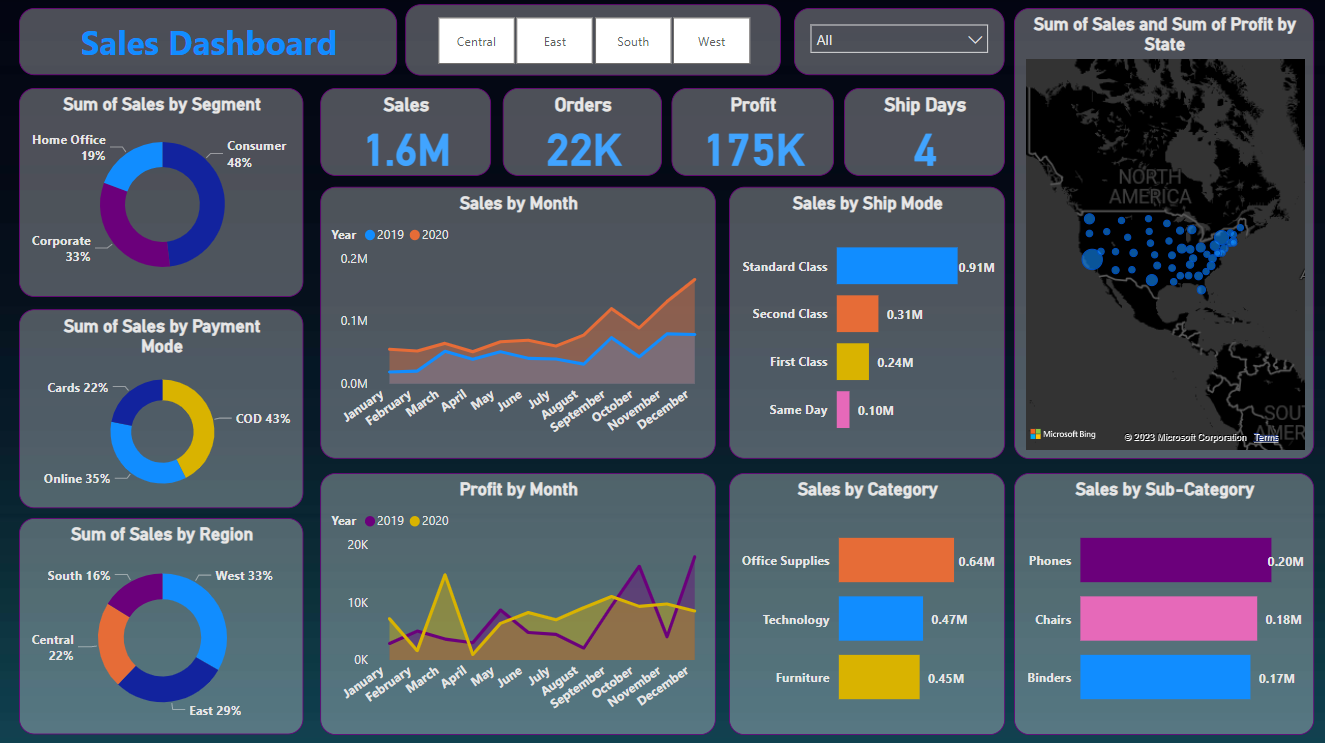 Sales Dashboard
Central
East
South
West
All
Sum of Sales and Sum of Profit by
State
Sum of Sales by Segment
Home Office
19%
Consumer
48%
Corporate
33%
Sales
1.6M
Orders
22K
Profit
175K
Ship Days
4
NORTH
AMERICA
Microsoft Bing
© 2023 Microsoft Corporation
Terms
Sales by Month
Year 2019 2020
0.2M
0.1M
0.0M
January
February
March
April
May
June
July
August
September
October
November
December
Sales by Ship Mode
Standard Class 0.91M
Second Class 0.31M
First Class 0.24M
Same Day 0.10M
Sum of Sales by Payment
Mode
Cards 22%
COD 43%
Online 35%
Sum of Sales by Region
South 16%
West 33%
Central
22%
East 29%
Profit by Month
Year 2019 2020
20K
10K
0K
January
February
March
April
May
June
July
August
September
October
November
December
Sales by Category
Office Supplies 0.64M
Technology 0.47M
Furniture 0.45M
Sales by Sub-Category
Phones 0.20M
Chairs 0.18M
Binders 0.17M